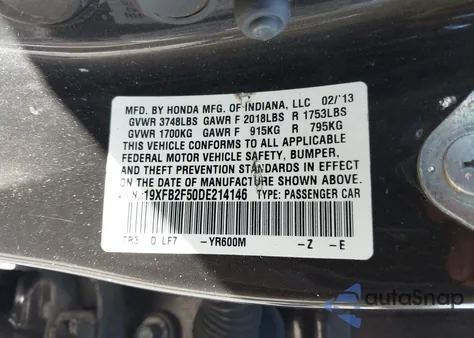 MFD. BY HONDA MFG. OF INDIANA, LLC 02/'13
GVWR 3748LBS GAWR F 2018LBS R 1753LBS
GVWR 1700KG GAWR F 915KG R 795KG
THIS VEHICLE CONFORMS TO ALL APPLICABLE
FEDERAL MOTOR VEHICLE SAFETY, BUMPER,
AND THEFT PREVENTION STANDARDS IN EFFECT
ON THE DATE OF MANUFACTURE SHOWN ABOVE.
:19XFB2F50DE214146 TYPE: PASSENGER CAR
TR3 D LF7 -YR600M -Z -E
autoSnap